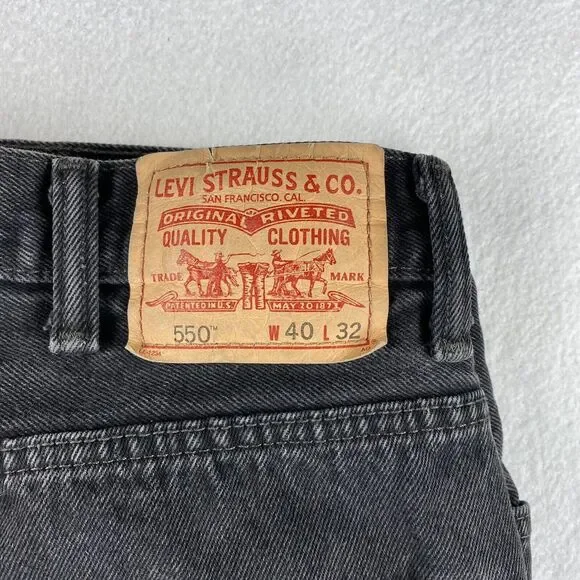 LEVI STRAUSS & CO.
SAN FRANCISCO. CAL.
ORIGINAL RIVETED
QUALITY CLOTHING
TRADE MARK
PATENTED IN U.S. MAY 20 1873
550™ W 40 L 32